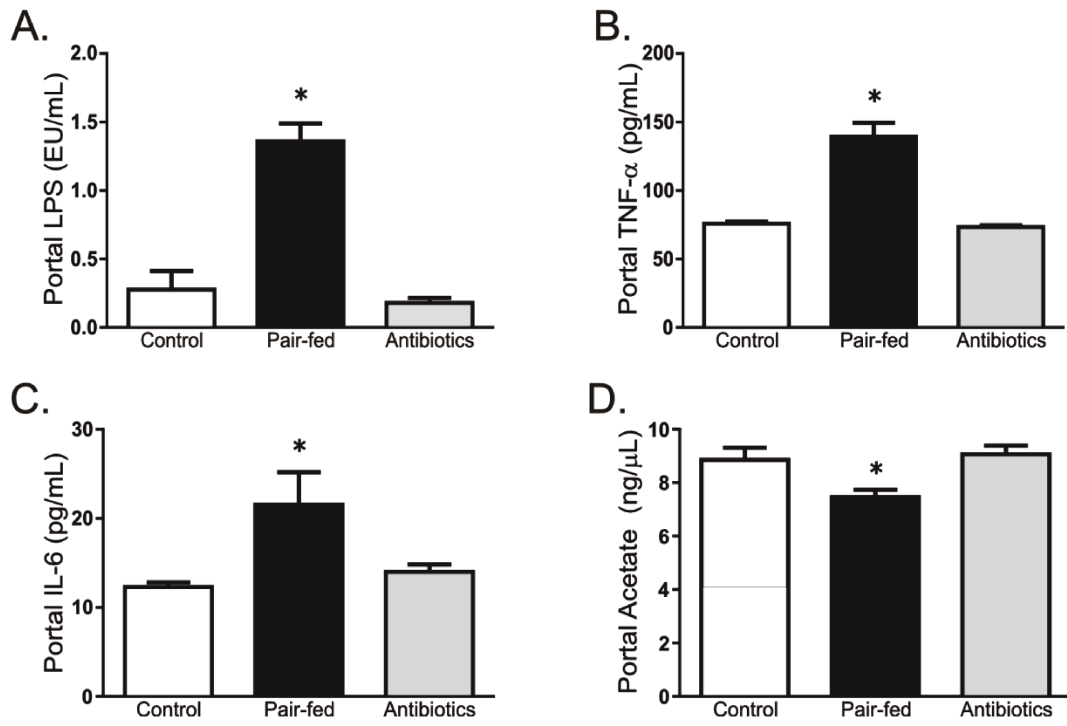 A.
Portal LPS (EU/mL)
2.0
1.5
1.0
0.5
0.0
*
Control Pair-fed Antibiotics
B.
Portal TNF-α (pg/mL)
200
150
100
50
0
*
Control Pair-fed Antibiotics
C.
Portal IL-6 (pg/mL)
30
20
10
0
*
Control Pair-fed Antibiotics
D.
Portal Acetate (ng/μL)
10
8
6
4
2
0
*
Control Pair-fed Antibiotics